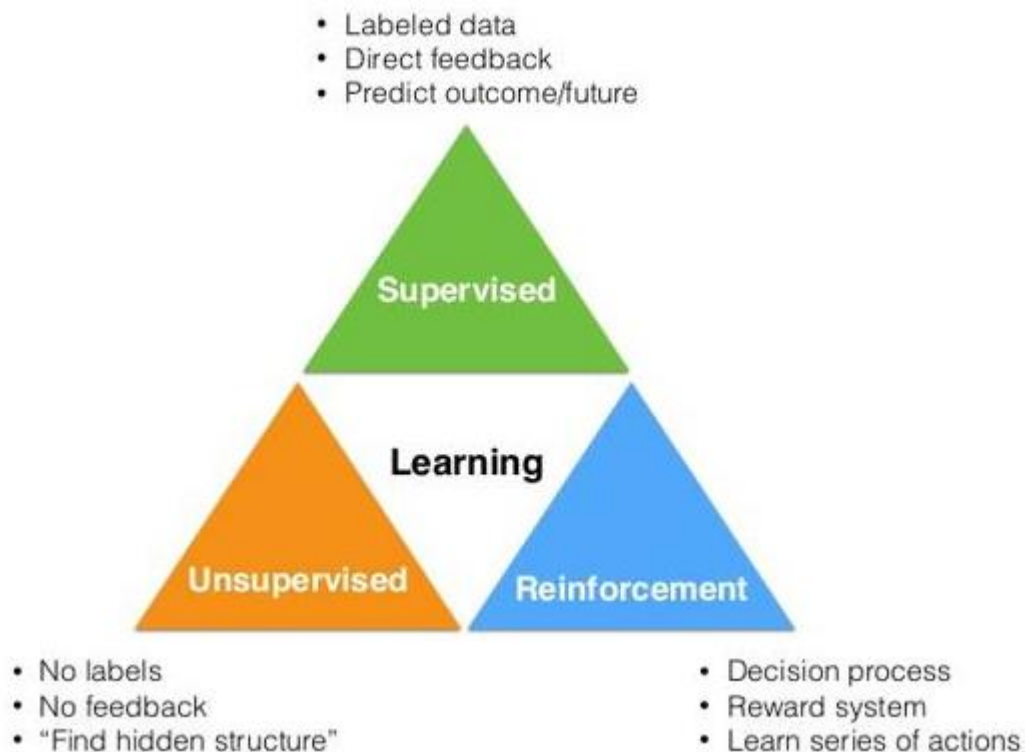 • Labeled data
• Direct feedback
• Predict outcome/future
Supervised
Learning
Unsupervised
Reinforcement
• No labels
• No feedback
• “Find hidden structure”
• Decision process
• Reward system
• Learn series of actions